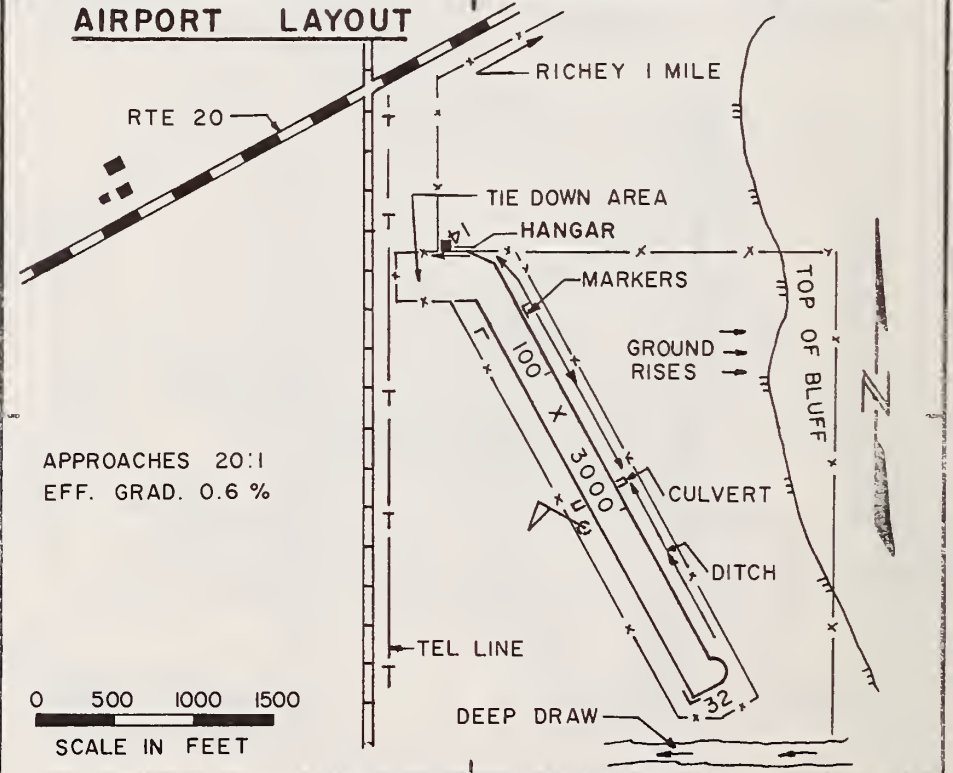 AIRPORT LAYOUT
RICHEY 1 MILE
RTE 20
T
TIE DOWN AREA
T
14
HANGAR
MARKERS
TOP OF BLUFF
GROUND
RISES
100' X 3000'
N
T
APPROACHES 20:1
EFF. GRAD. 0.6 %
CULVERT
T
DITCH
TEL LINE
T
0 500 1000 1500
SCALE IN FEET
32
DEEP DRAW